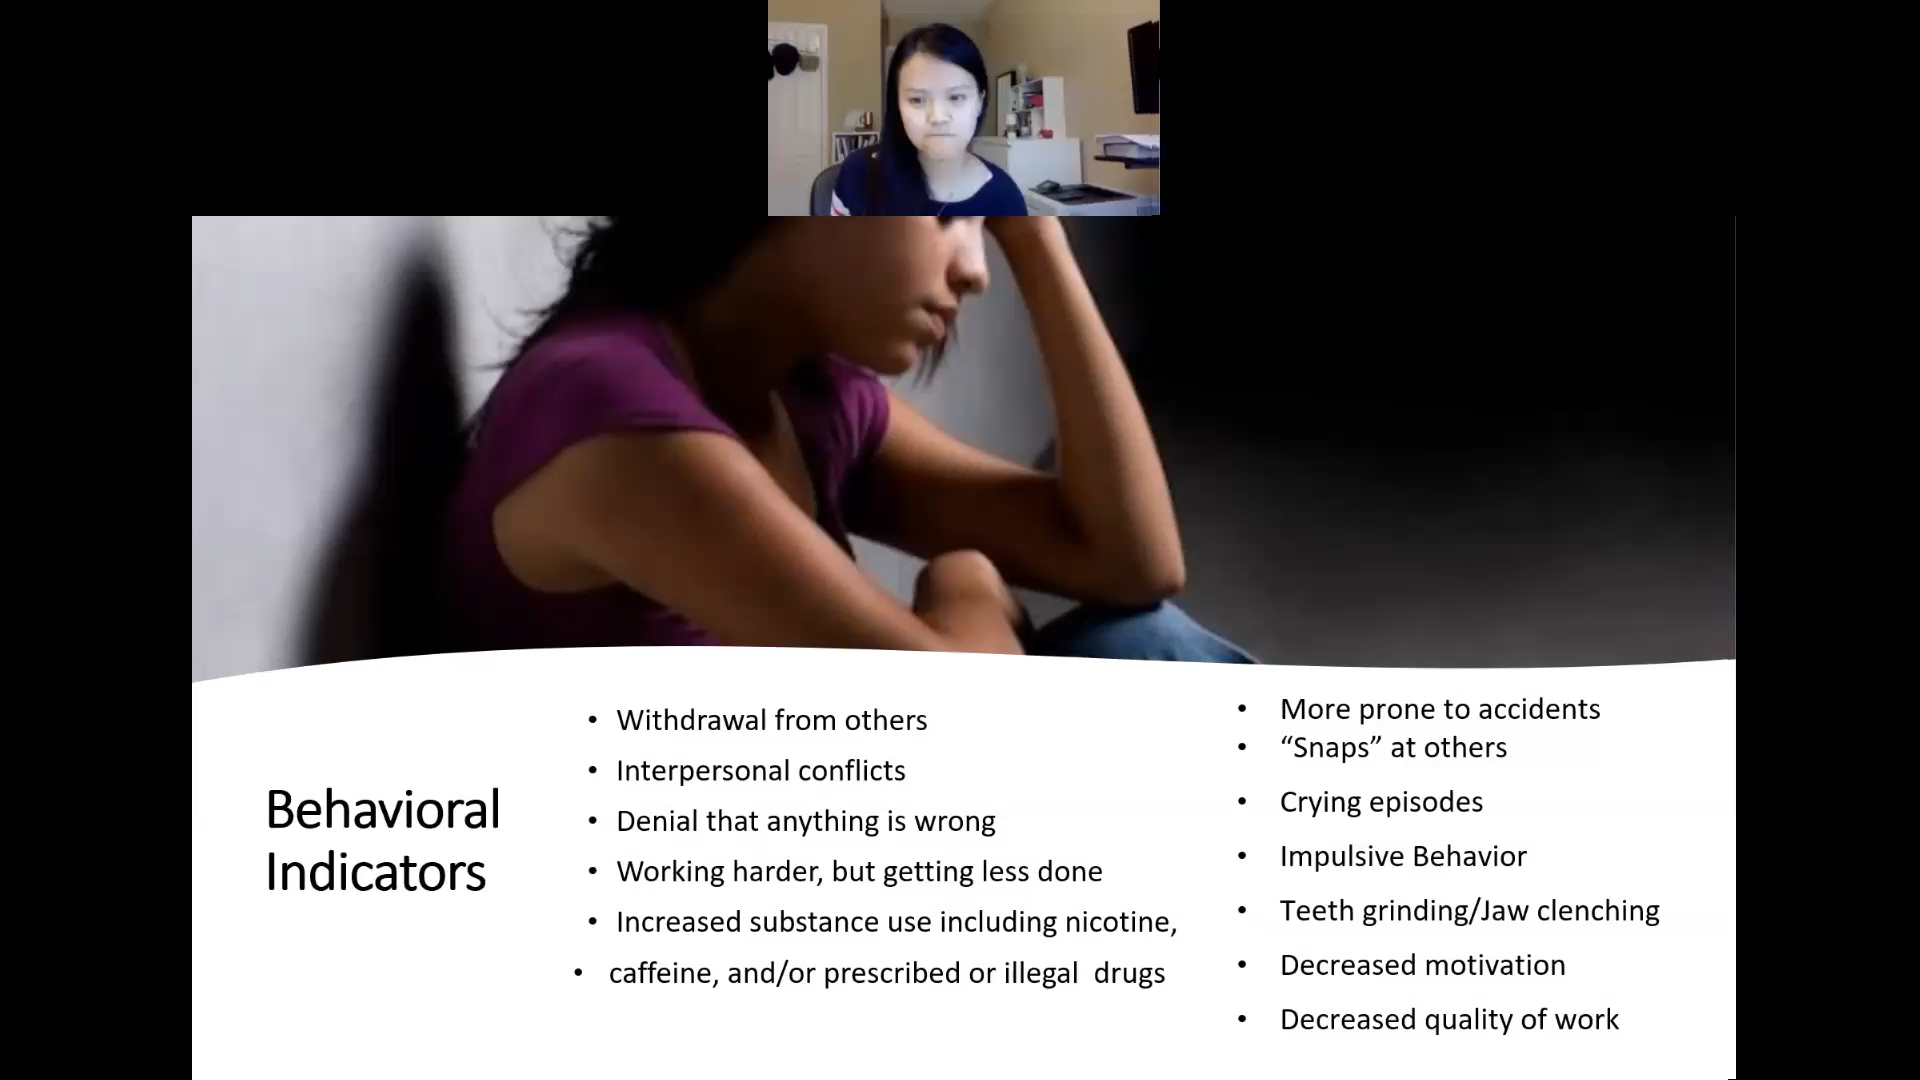 Behavioral
Indicators
• Withdrawal from others
• Interpersonal conflicts
• Denial that anything is wrong
• Working harder, but getting less done
• Increased substance use including nicotine,
• caffeine, and/or prescribed or illegal  drugs
• More prone to accidents
• “Snaps” at others
• Crying episodes
• Impulsive Behavior
• Teeth grinding/Jaw clenching
• Decreased motivation
• Decreased quality of work